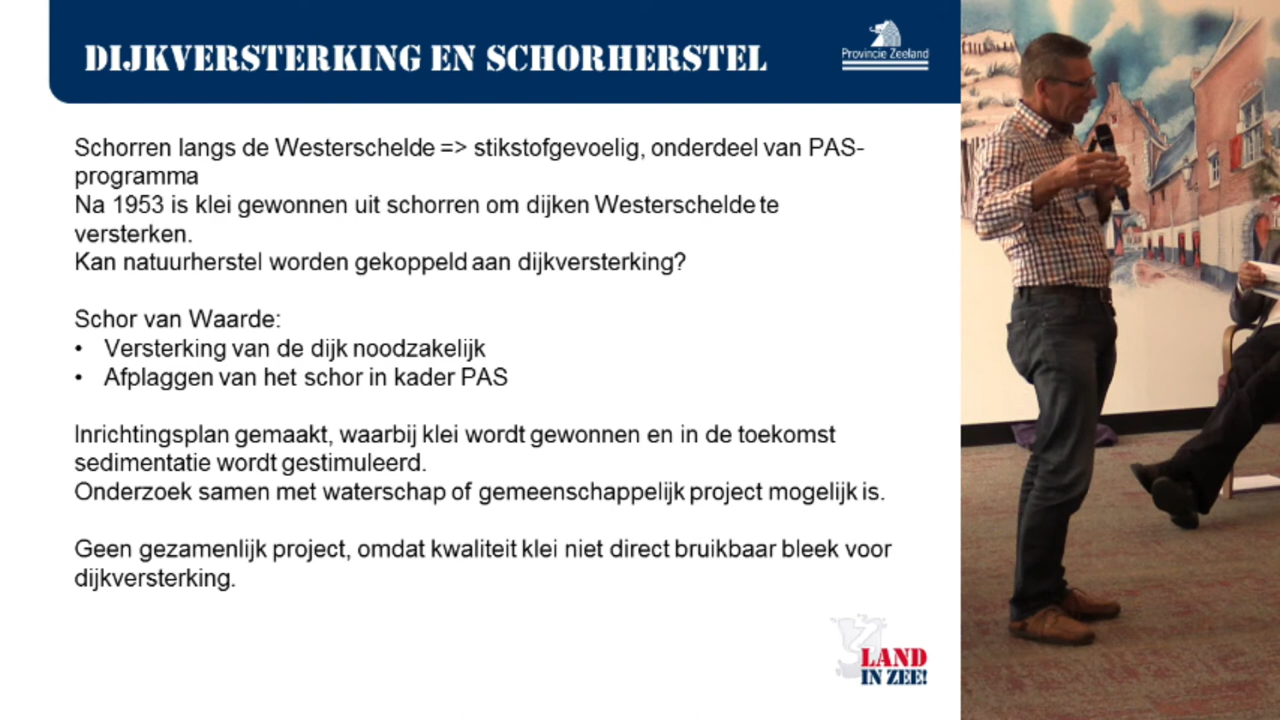 DIJKVERSTERKING EN SCHORHERSTEL
Provincie Zeeland
Schorren langs de Westerschelde => stikstofgevoelig, onderdeel van PAS-
programma
Na 1953 is klei gewonnen uit schorren om dijken Westerschelde te
versterken.
Kan natuurherstel worden gekoppeld aan dijkversterking?
Schor van Waarde:
• Versterking van de dijk noodzakelijk
• Afplaggen van het schor in kader PAS
Inrichtingsplan gemaakt, waarbij klei wordt gewonnen en in de toekomst
sedimentatie wordt gestimuleerd.
Onderzoek samen met waterschap of gemeenschappelijk project mogelijk is.
Geen gezamenlijk project, omdat kwaliteit klei niet direct bruikbaar bleek voor
dijkversterking.
LAND
IN ZEE!